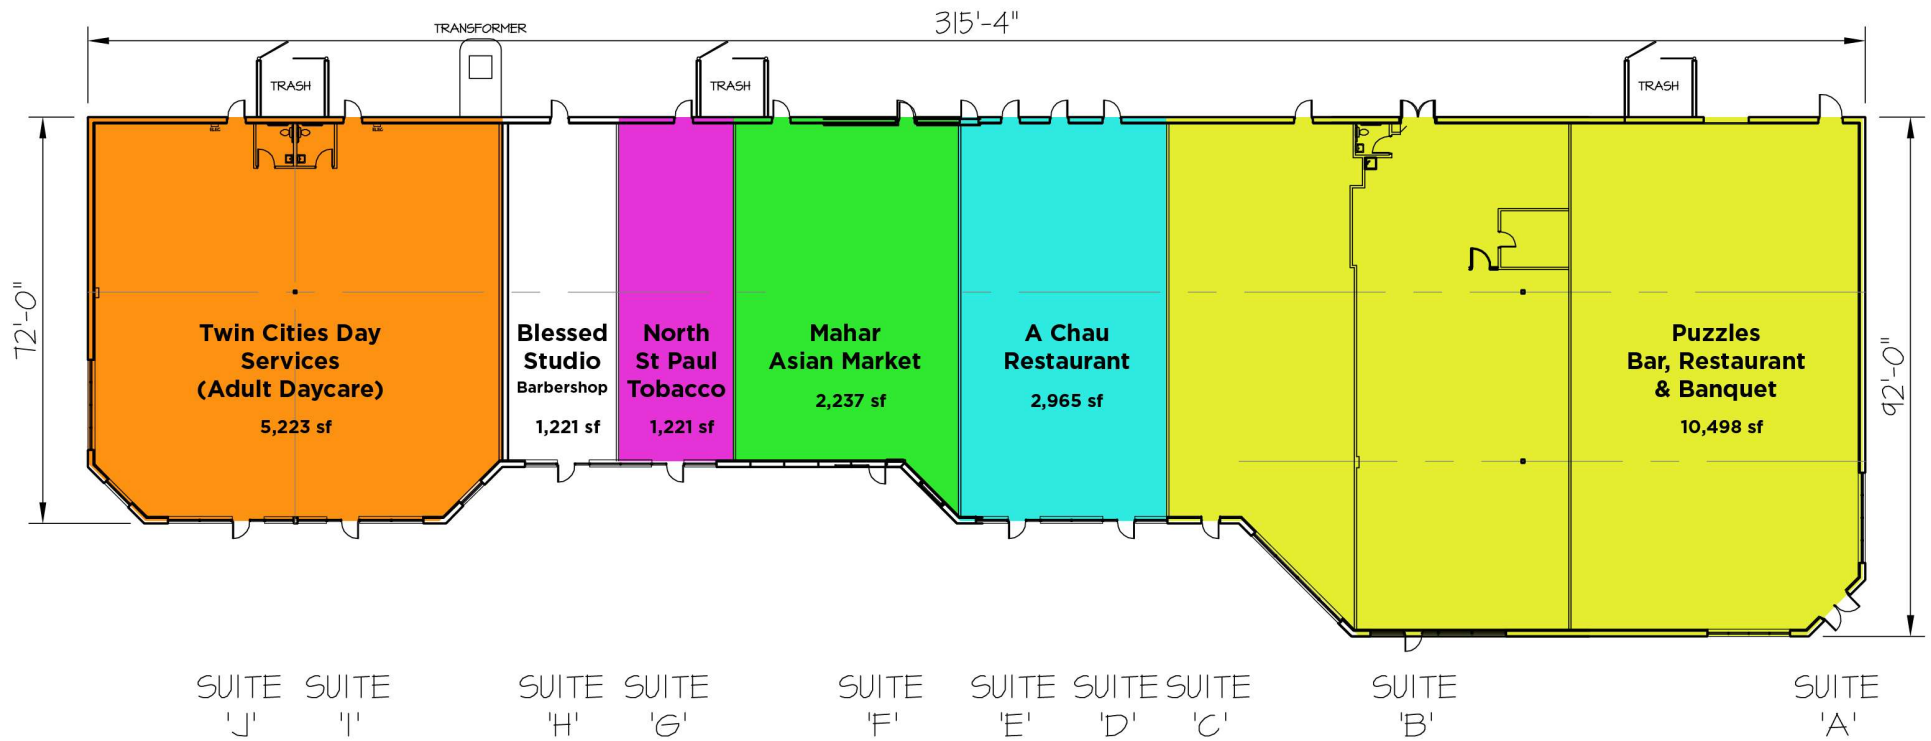 315'-4"
TRANSFORMER
TRASH
TRASH
TRASH
ELEC
ELEC
72'-0"
92'-0"
Twin Cities Day
Services
(Adult Daycare)
5,223 sf
Blessed
Studio
Barbershop
1,221 sf
North
St Paul
Tobacco
1,221 sf
Mahar
Asian Market
2,237 sf
A Chau
Restaurant
2,965 sf
Puzzles
Bar, Restaurant
& Banquet
10,498 sf
SUITE
'J'
SUITE
'I'
SUITE
'H'
SUITE
'G'
SUITE
'F'
SUITE
'E'
SUITE
'D'
SUITE
'C'
SUITE
'B'
SUITE
'A'